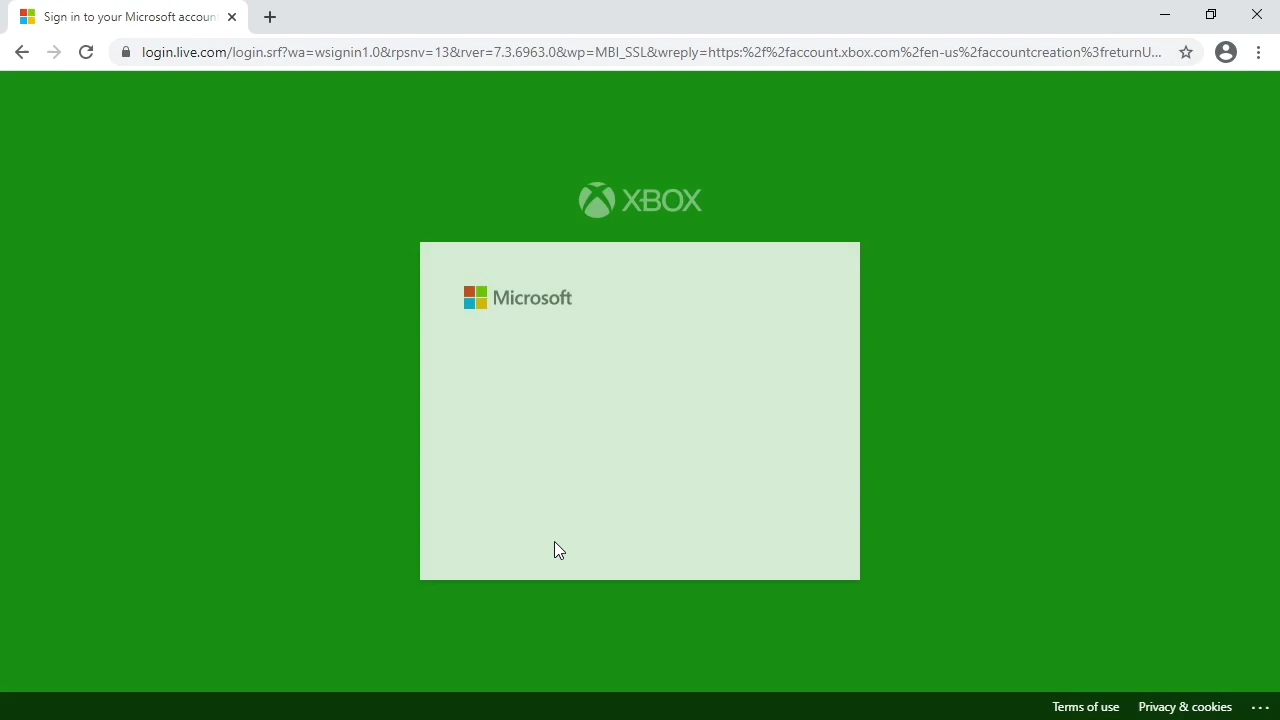 Sign in to your Microsoft accoun
login.live.com/login.srf?wa=wsignin1.0&rpsnv=13&rver=7.3.6963.0&wp=MBI_SSL&wreply=https:%2f%2faccount.xbox.com%2fen-us%2faccountcreation%3freturnU...
XBOX
Microsoft
Terms of use Privacy & cookies ...